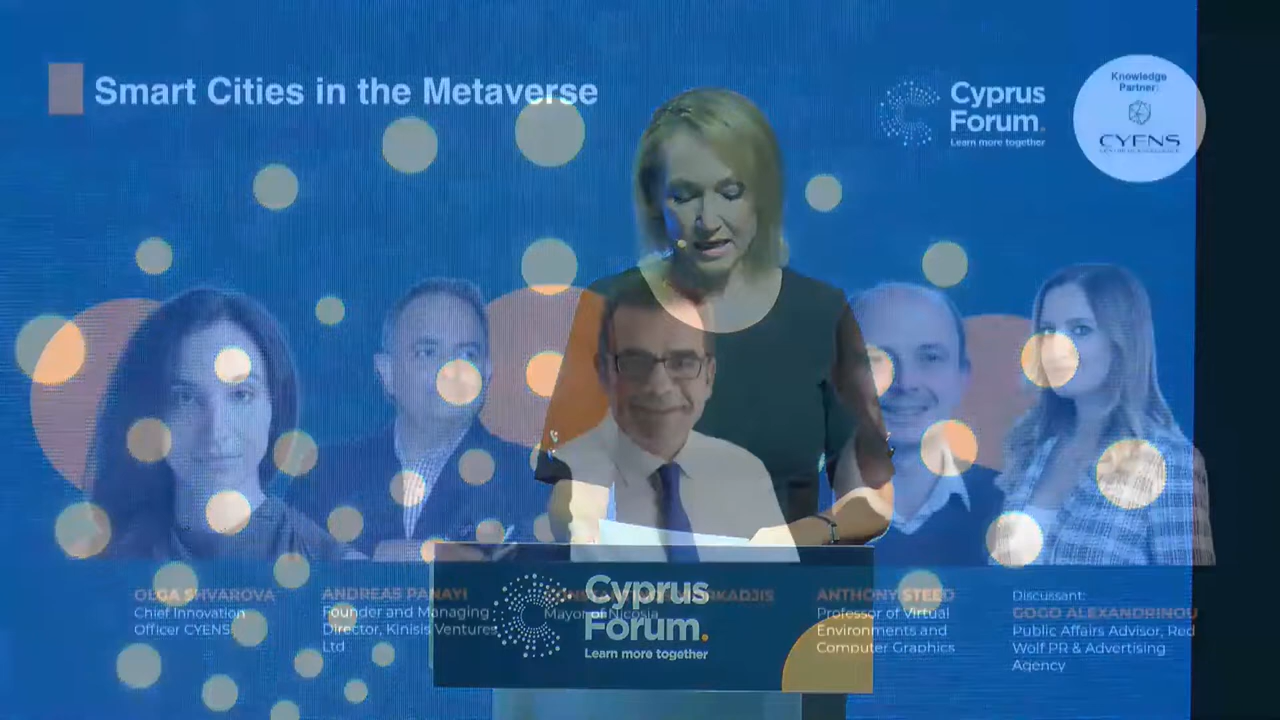 Smart Cities in the Metaverse
Cyprus
Forum.
Learn more together
Knowledge
Partner:
CYENS
OLGA SHVAROVA
Chief Innovation
Officer CYENS
ANDREAS PANAYI
Founder and Managing
Director, Kinisis Ventures
Ltd
Mayor of Nicosia
ANTHONY STEED
Professor of Virtual
Environments and
Computer Graphics
Discussant:
GOGO ALEXANDRINOU
Public Affairs Advisor, Red
Wolf PR & Advertising
Agency
Cyprus
Forum.
Learn more together